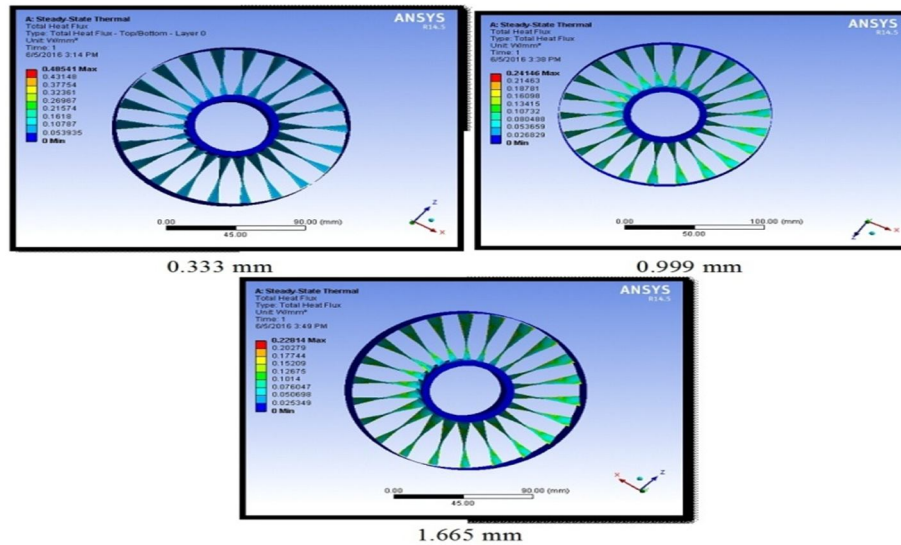 A: Steady-State Thermal
Total Heat Flux
Type: Total Heat Flux - Top/Bottom - Layer 0
Unit: W/mm²
Time: 1
6/5/2016 3:14 PM
0.48541 Max
0.43148
0.37754
0.32361
0.26967
0.21574
0.1618
0.10787
0.053935
0 Min
ANSYS
R14.5
0.00
90.00 (mm)
45.00
Z
X
0.333 mm
A: Steady-State Thermal
Total Heat Flux
Type: Total Heat Flux
Unit: W/mm²
Time: 1
6/5/2016 3:38 PM
0.24146 Max
0.21463
0.18781
0.16098
0.13415
0.10732
0.080488
0.053659
0.026829
0 Min
ANSYS
R14.5
0.00
100.00 (mm)
50.00
X
Z
0.999 mm
A: Steady-State Thermal
Total Heat Flux
Type: Total Heat Flux
Unit: W/mm²
Time: 1
6/5/2016 3:49 PM
0.22814 Max
0.20279
0.17744
0.15209
0.12675
0.1014
0.076047
0.050698
0.025349
0 Min
ANSYS
R14.5
0.00
90.00 (mm)
45.00
X
Z
1.665 mm